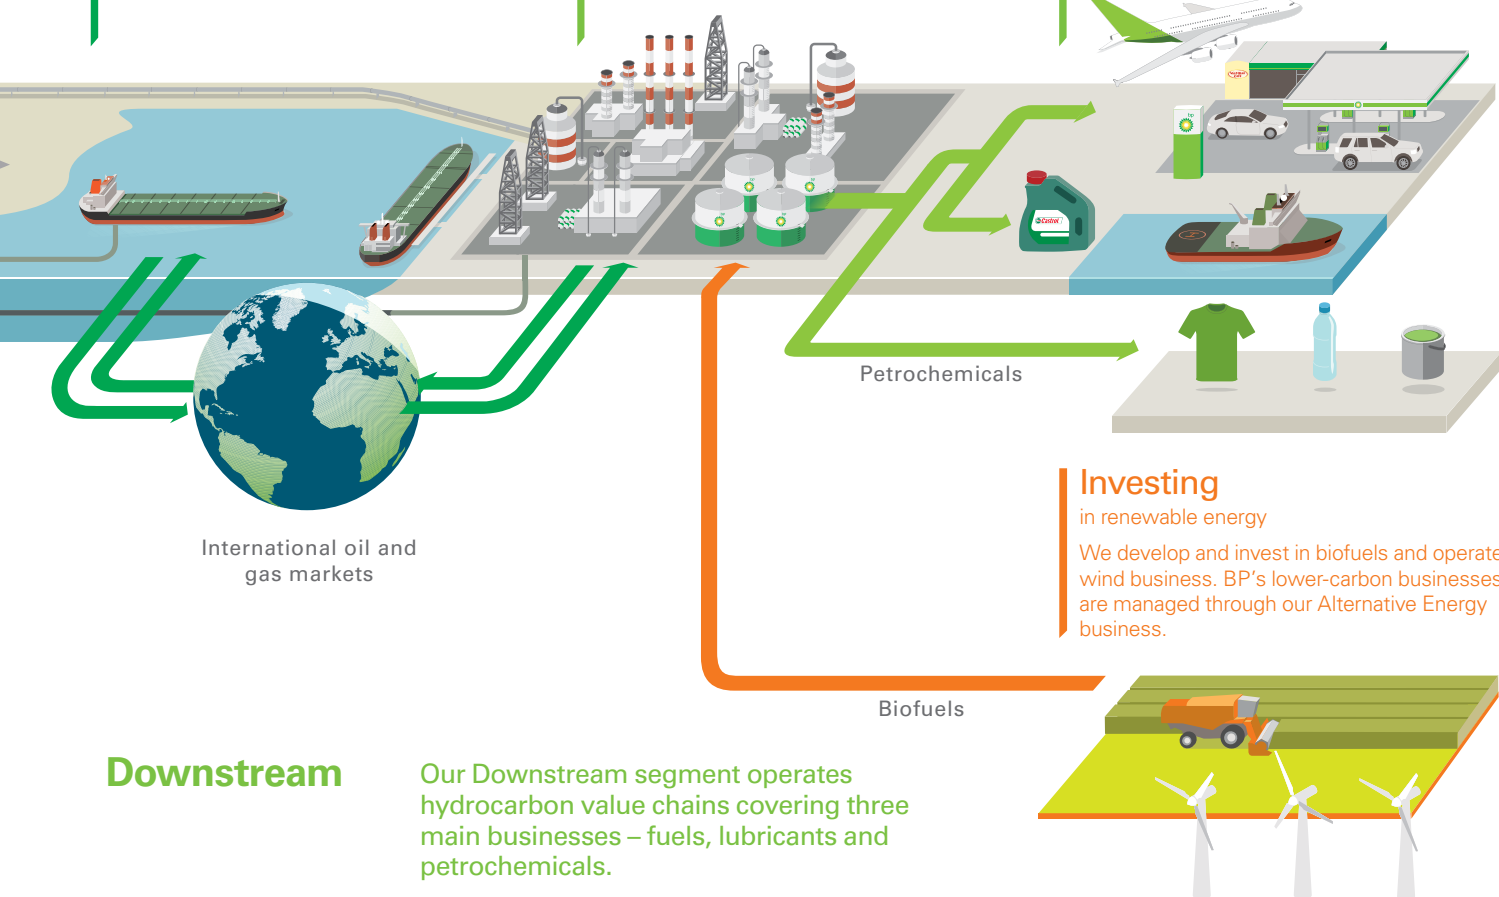 bp
Castrol
Petrochemicals
International oil and
gas markets
Investing
in renewable energy
We develop and invest in biofuels and operate
wind business. BP's lower-carbon businesses
are managed through our Alternative Energy
business.
Biofuels
Downstream
Our Downstream segment operates
hydrocarbon value chains covering three
main businesses – fuels, lubricants and
petrochemicals.